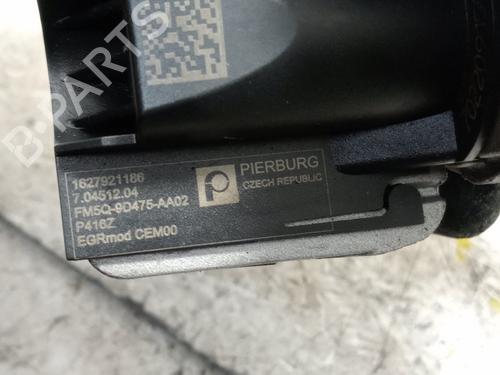 B-PARTS
1627921186
7.04512.04
FM5Q-9D475-AA02
P416Z
EGRmod CEM00
PIERBURG
CZECH REPUBLIC